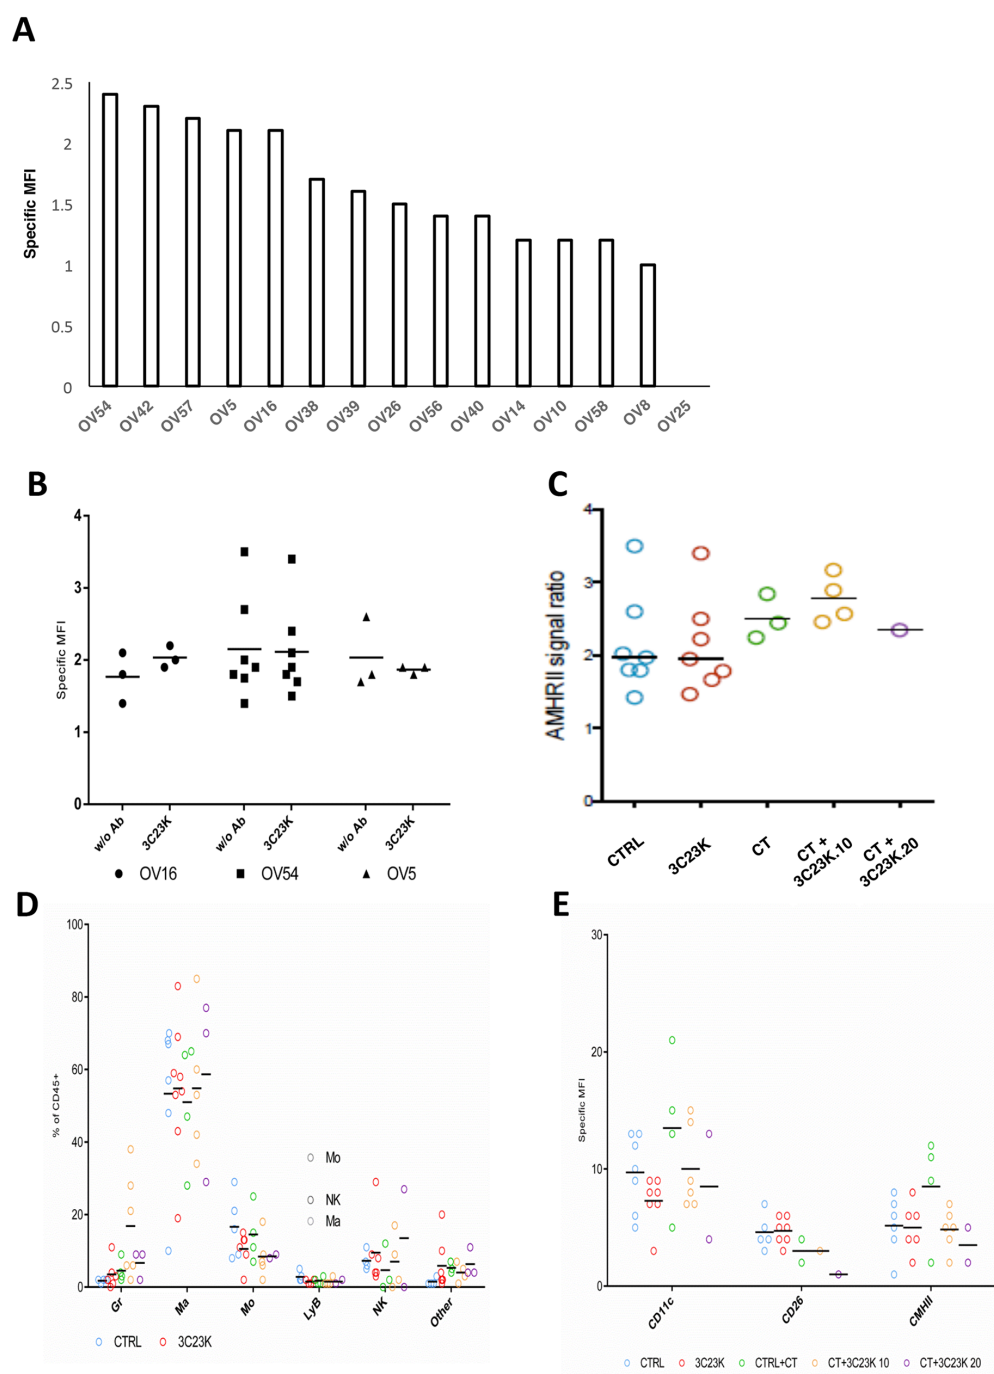 A
2.5
2
1.5
1
0.5
0
Specific MFI
OV54 OV42 OV57 OV5 OV16 OV38 OV39 OV26 OV56 OV40 OV14 OV10 OV58 OV8 OV25
B
4
3
2
1
0
Specific MFI
w/o Ab 3C23K w/o Ab 3C23K w/o Ab 3C23K
OV16 OV54 OV5
C
4
3
2
1
0
AMHRII signal ratio
CTRL 3C23K CT CT + 3C23K.10 CT + 3C23K.20
D
100
80
60
40
20
0
% of CD45+
Mo
NK
Ma
Gr Ma Mo LyB NK Other
CTRL 3C23K
E
30
20
10
0
Specific MFI
CD11c CD26 CMHII
CTRL 3C23K CTRL+CT CT+3C23K 10 CT+3C23K 20